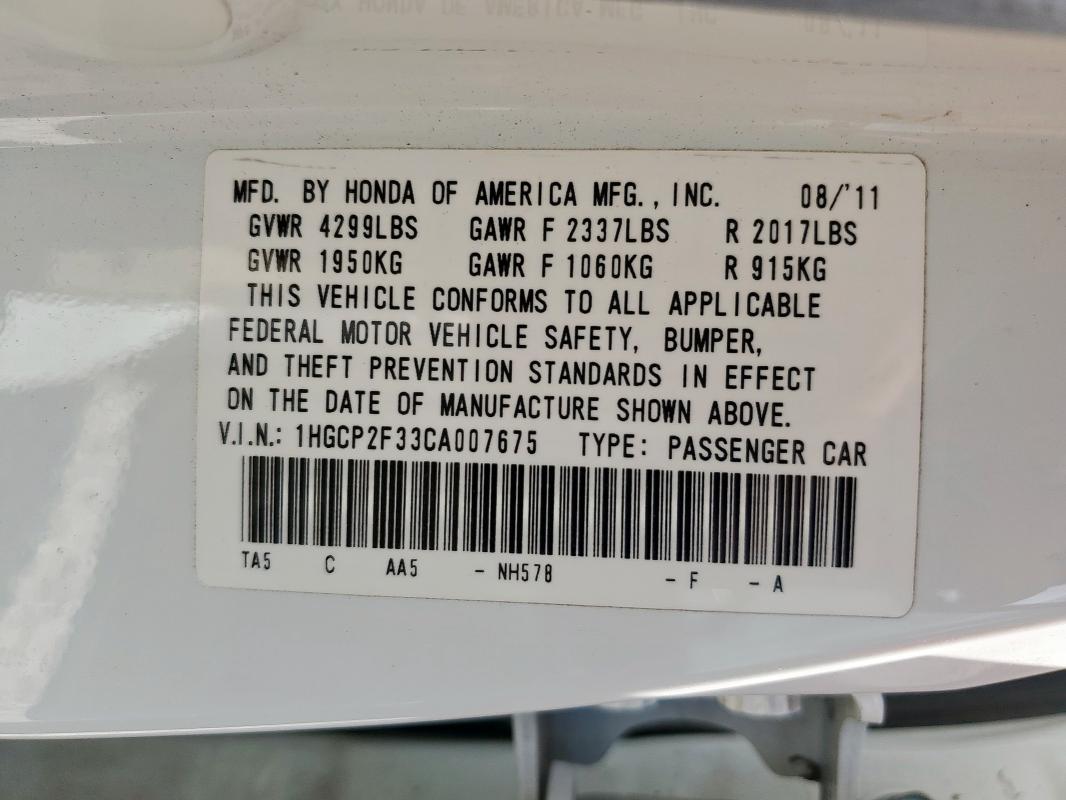 MFD. BY HONDA OF AMERICA MFG., INC. 08/'11
GVWR 4299LBS GAWR F 2337LBS R 2017LBS
GVWR 1950KG GAWR F 1060KG R 915KG
THIS VEHICLE CONFORMS TO ALL APPLICABLE
FEDERAL MOTOR VEHICLE SAFETY, BUMPER,
AND THEFT PREVENTION STANDARDS IN EFFECT
ON THE DATE OF MANUFACTURE SHOWN ABOVE.
V.I.N.: 1HGCP2F33CA007675 TYPE: PASSENGER CAR
TA5 C AA5 - NH578 - F - A